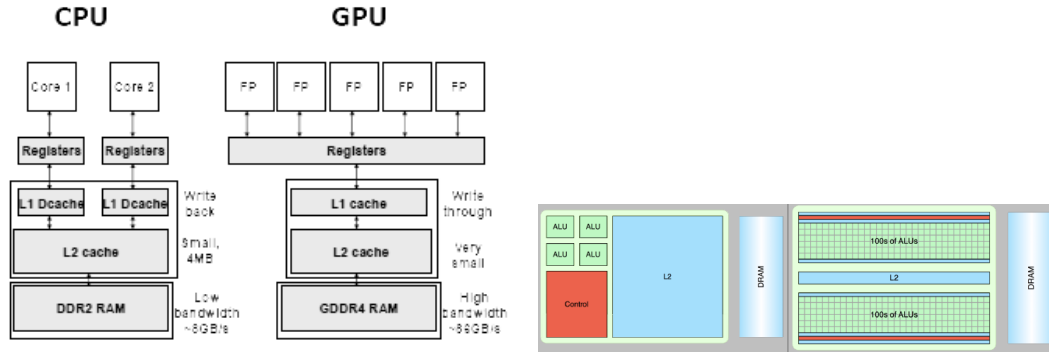 CPU
GPU
Core 1
Core 2
FP
FP
FP
FP
FP
Registers
Registers
Registers
L1 Dcache
L1 Dcache
Write
back
L1 cache
Write
through
L2 cache
Small,
4MB
L2 cache
Very
small
DDR2 RAM
Low
bandwidth
GDDR4 RAM
High
bandwidth
ALU
ALU
ALU
ALU
Control
L2
DRAM
100s of ALUs
L2
100s of ALUs
DRAM